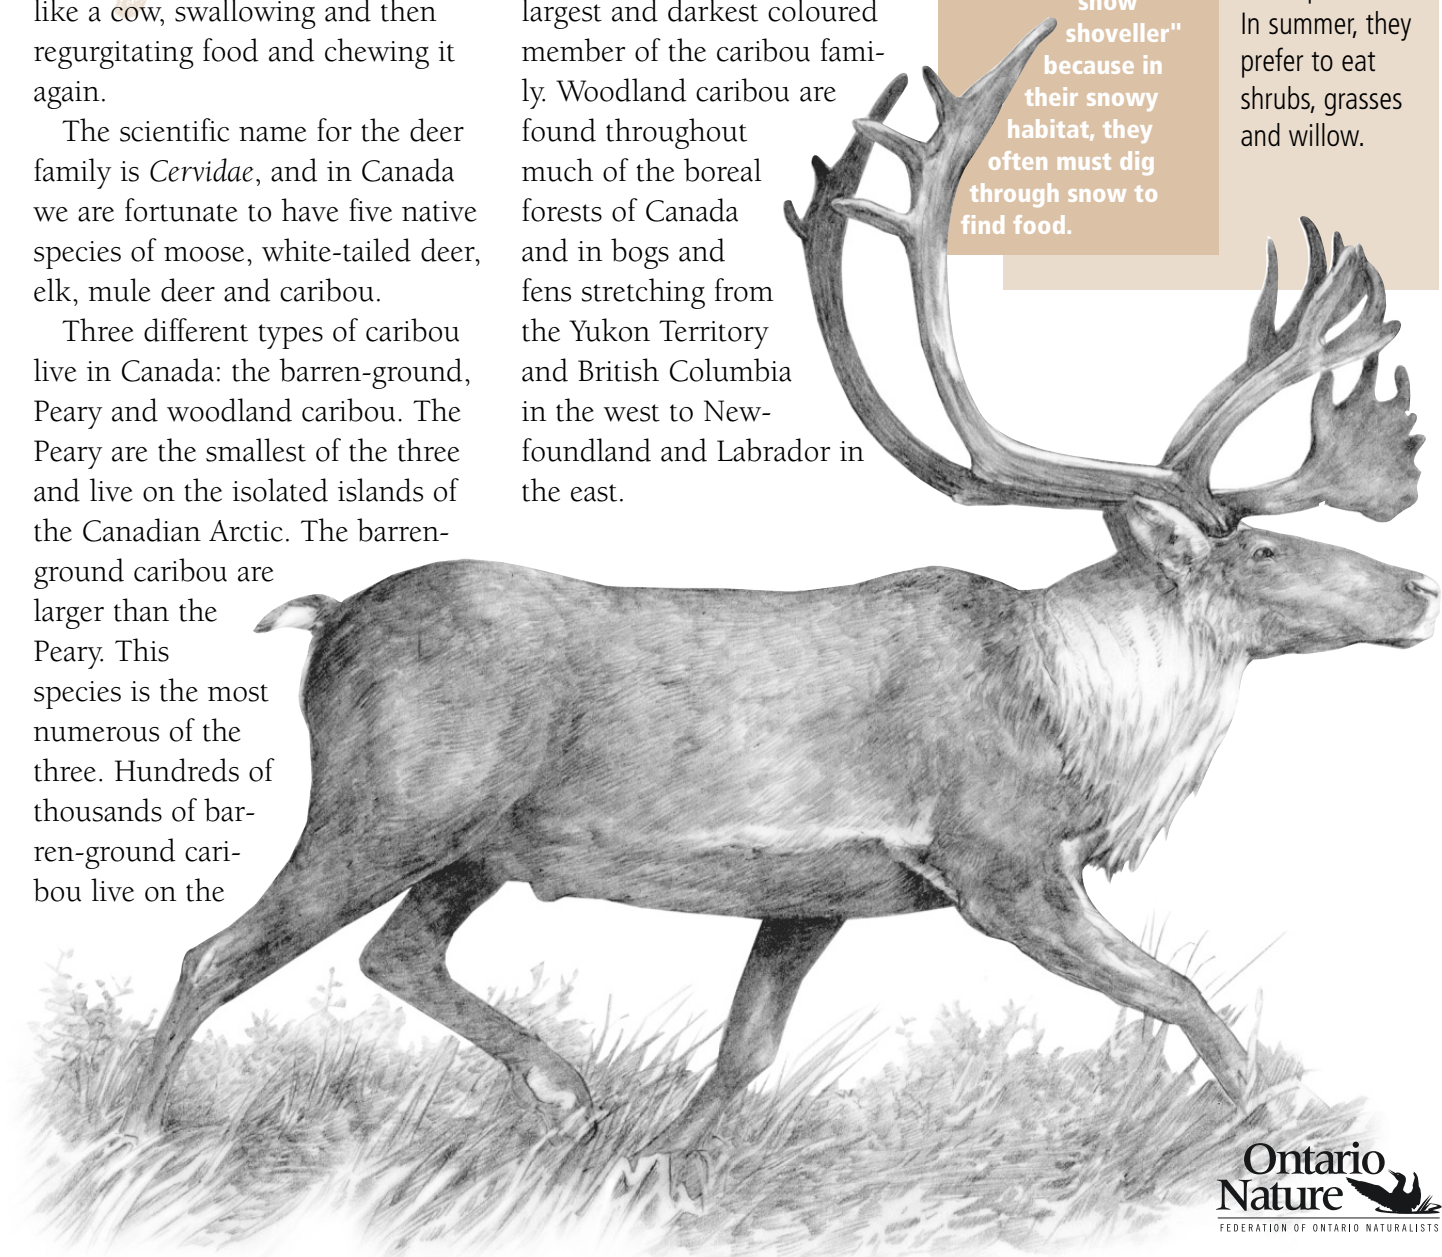 like a cow, swallowing and then
regurgitating food and chewing it
again.
The scientific name for the deer
family is Cervidae, and in Canada
we are fortunate to have five native
species of moose, white-tailed deer,
elk, mule deer and caribou.
Three different types of caribou
live in Canada: the barren-ground,
Peary and woodland caribou. The
Peary are the smallest of the three
and live on the isolated islands of
the Canadian Arctic. The barren-
ground caribou are
larger than the
Peary. This
species is the most
numerous of the
three. Hundreds of
thousands of bar-
ren-ground cari-
bou live on the
largest and darkest coloured
member of the caribou fami-
ly. Woodland caribou are
found throughout
much of the boreal
forests of Canada
and in bogs and
fens stretching from
the Yukon Territory
and British Columbia
in the west to New-
foundland and Labrador in
the east.
snow
shoveller"
because in
their snowy
habitat, they
often must dig
through snow to
find food.
In summer, they
prefer to eat
shrubs, grasses
and willow.
Ontario
Nature
FEDERATION OF ONTARIO NATURALISTS